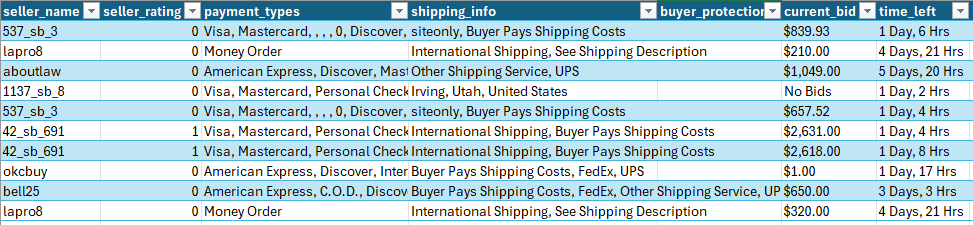 seller_name seller_rating payment_types shipping_info buyer_protection current_bid time_left
537_sb_3 0 Visa, Mastercard, , , , 0, Discover, siteonly, Buyer Pays Shipping Costs $839.93 1 Day, 6 Hrs
lapro8 0 Money Order International Shipping, See Shipping Description $210.00 4 Days, 21 Hrs
aboutlaw 0 American Express, Discover, Mast Other Shipping Service, UPS $1,049.00 5 Days, 20 Hrs
1137_sb_8 0 Visa, Mastercard, Personal Check Irving, Utah, United States No Bids 1 Day, 2 Hrs
537_sb_3 0 Visa, Mastercard, , , , 0, Discover, siteonly, Buyer Pays Shipping Costs $657.52 1 Day, 4 Hrs
42_sb_691 1 Visa, Mastercard, Personal Check International Shipping, Buyer Pays Shipping Costs $2,631.00 1 Day, 4 Hrs
42_sb_691 1 Visa, Mastercard, Personal Check International Shipping, Buyer Pays Shipping Costs $2,618.00 1 Day, 8 Hrs
okcbuy 0 American Express, Discover, Inter Buyer Pays Shipping Costs, FedEx, UPS $1.00 1 Day, 17 Hrs
bell25 0 American Express, C.O.D., Discov Buyer Pays Shipping Costs, FedEx, Other Shipping Service, UP $650.00 3 Days, 3 Hrs
lapro8 0 Money Order International Shipping, See Shipping Description $320.00 4 Days, 21 Hrs